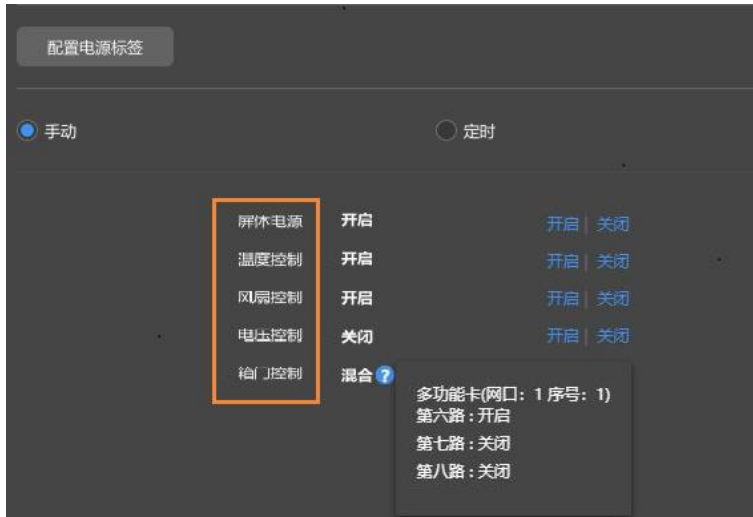 配置电源标签
手动
定时
屏体电源 开启 开启 | 关闭
温度控制 开启 开启 | 关闭
风扇控制 开启 开启 | 关闭
电压控制 关闭 开启 | 关闭
箱门控制 混合 ?
多功能卡(网口：1 序号：1)
第六路 : 开启
第七路 : 关闭
第八路 : 关闭